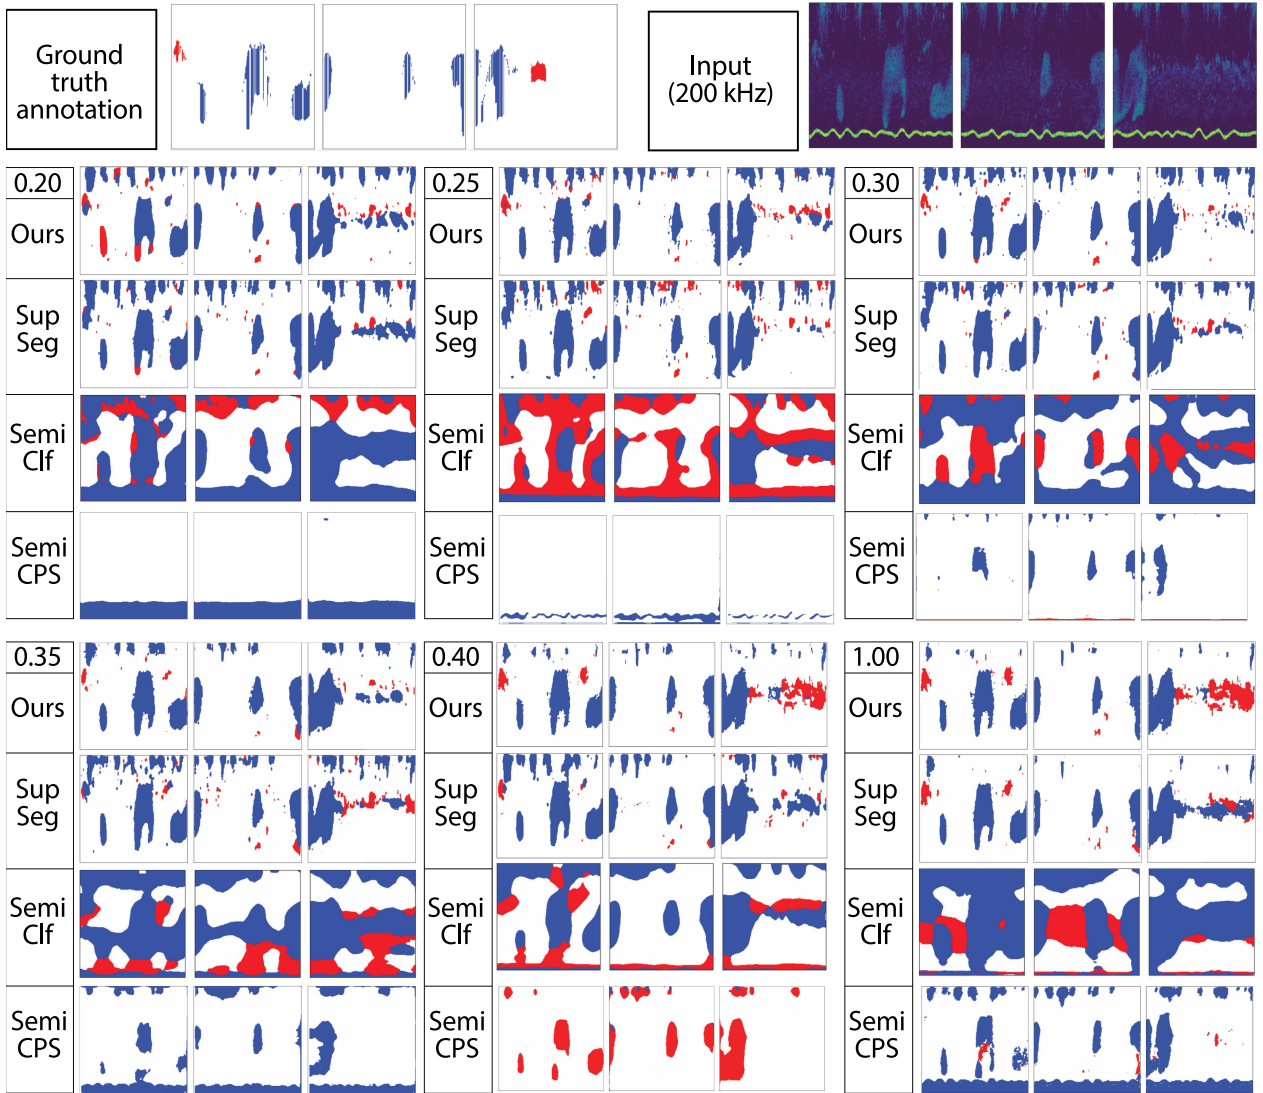 Ground
truth
annotation
Input
(200 kHz)
0.20
Ours
Sup
Seg
Semi
Clf
Semi
CPS
0.25
Ours
Sup
Seg
Semi
Clf
Semi
CPS
0.30
Ours
Sup
Seg
Semi
Clf
Semi
CPS
0.35
Ours
Sup
Seg
Semi
Clf
Semi
CPS
0.40
Ours
Sup
Seg
Semi
Clf
Semi
CPS
1.00
Ours
Sup
Seg
Semi
Clf
Semi
CPS